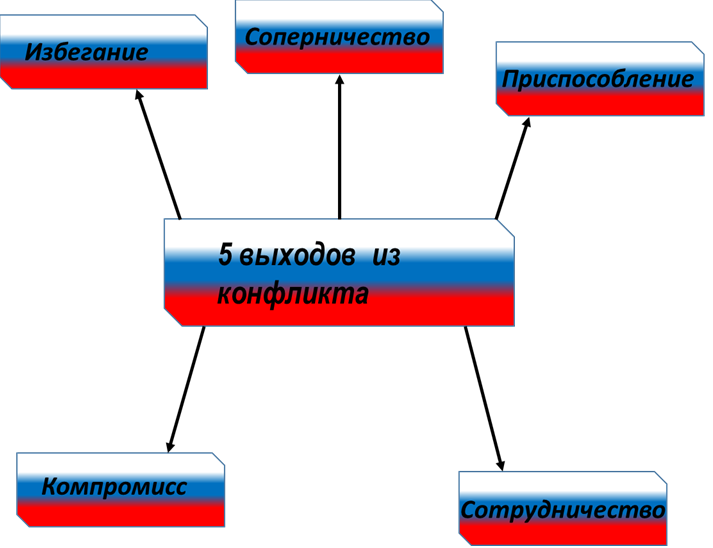 Избегание
Соперничество
Приспособление
5 выходов из
конфликта
Компромисс
Сотрудничество